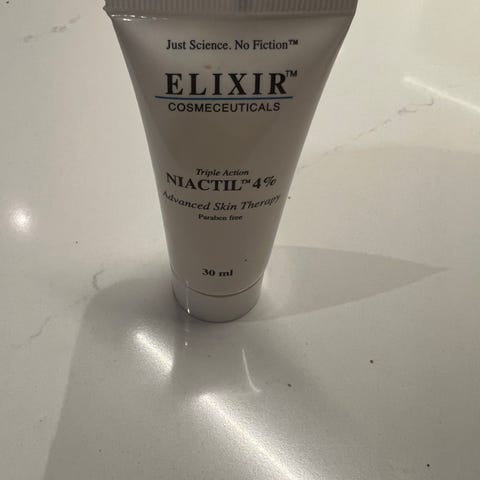 Just Science. No Fiction™
ELIXIR™
COSMECEUTICALS
Triple Action
NIACTIL™ 4%
Advanced Skin Therapy
Paraben free
30 ml